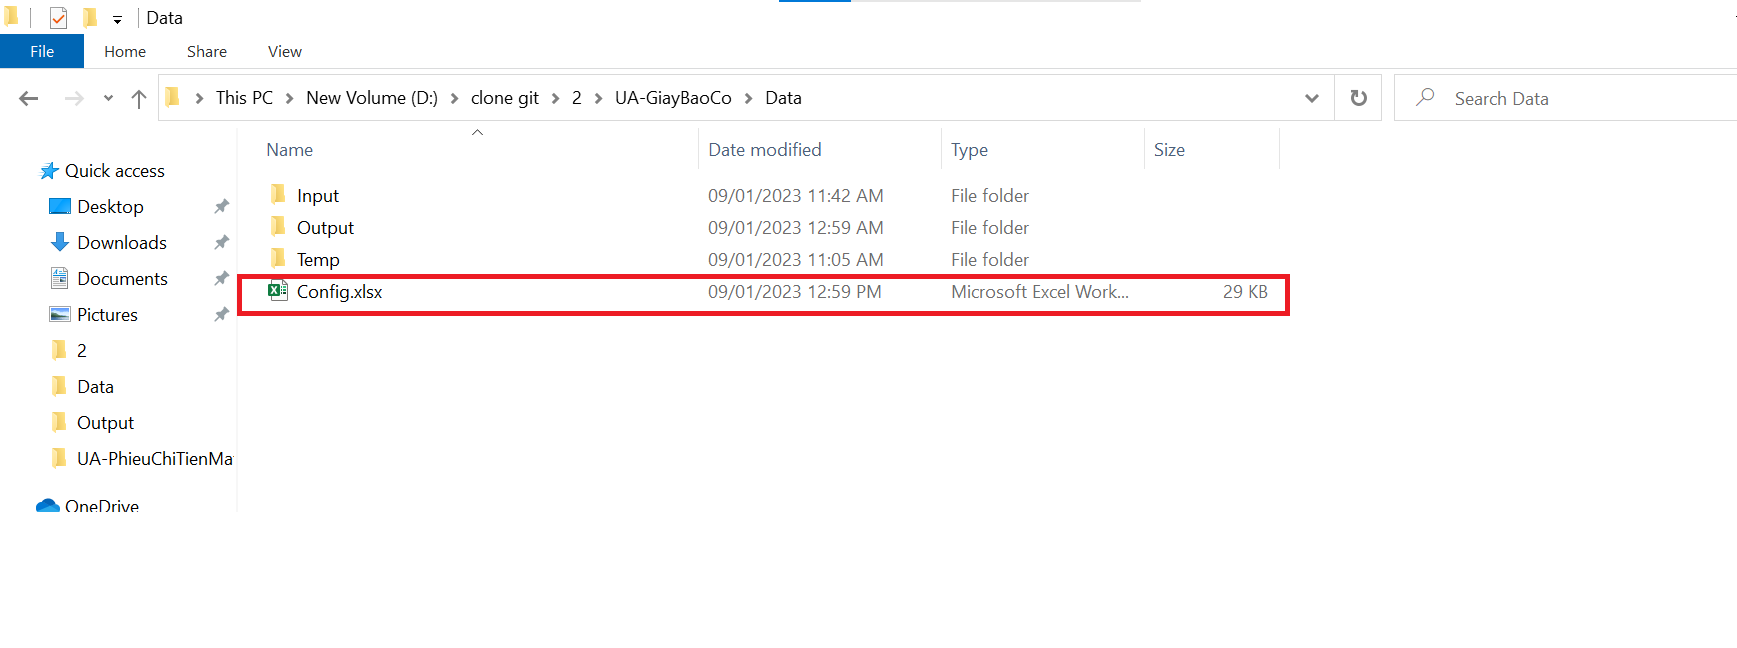 Data
File Home Share View
This PC New Volume (D:) clone git 2 UA-GiayBaoCo Data Search Data
Name Date modified Type Size
Quick access
Desktop
Downloads
Documents
Pictures
2
Data
Output
UA-PhieuChiTienMa
OneDrive
Input 09/01/2023 11:42 AM File folder
Output 09/01/2023 12:59 AM File folder
Temp 09/01/2023 11:05 AM File folder
Config.xlsx 09/01/2023 12:59 PM Microsoft Excel Work... 29 KB